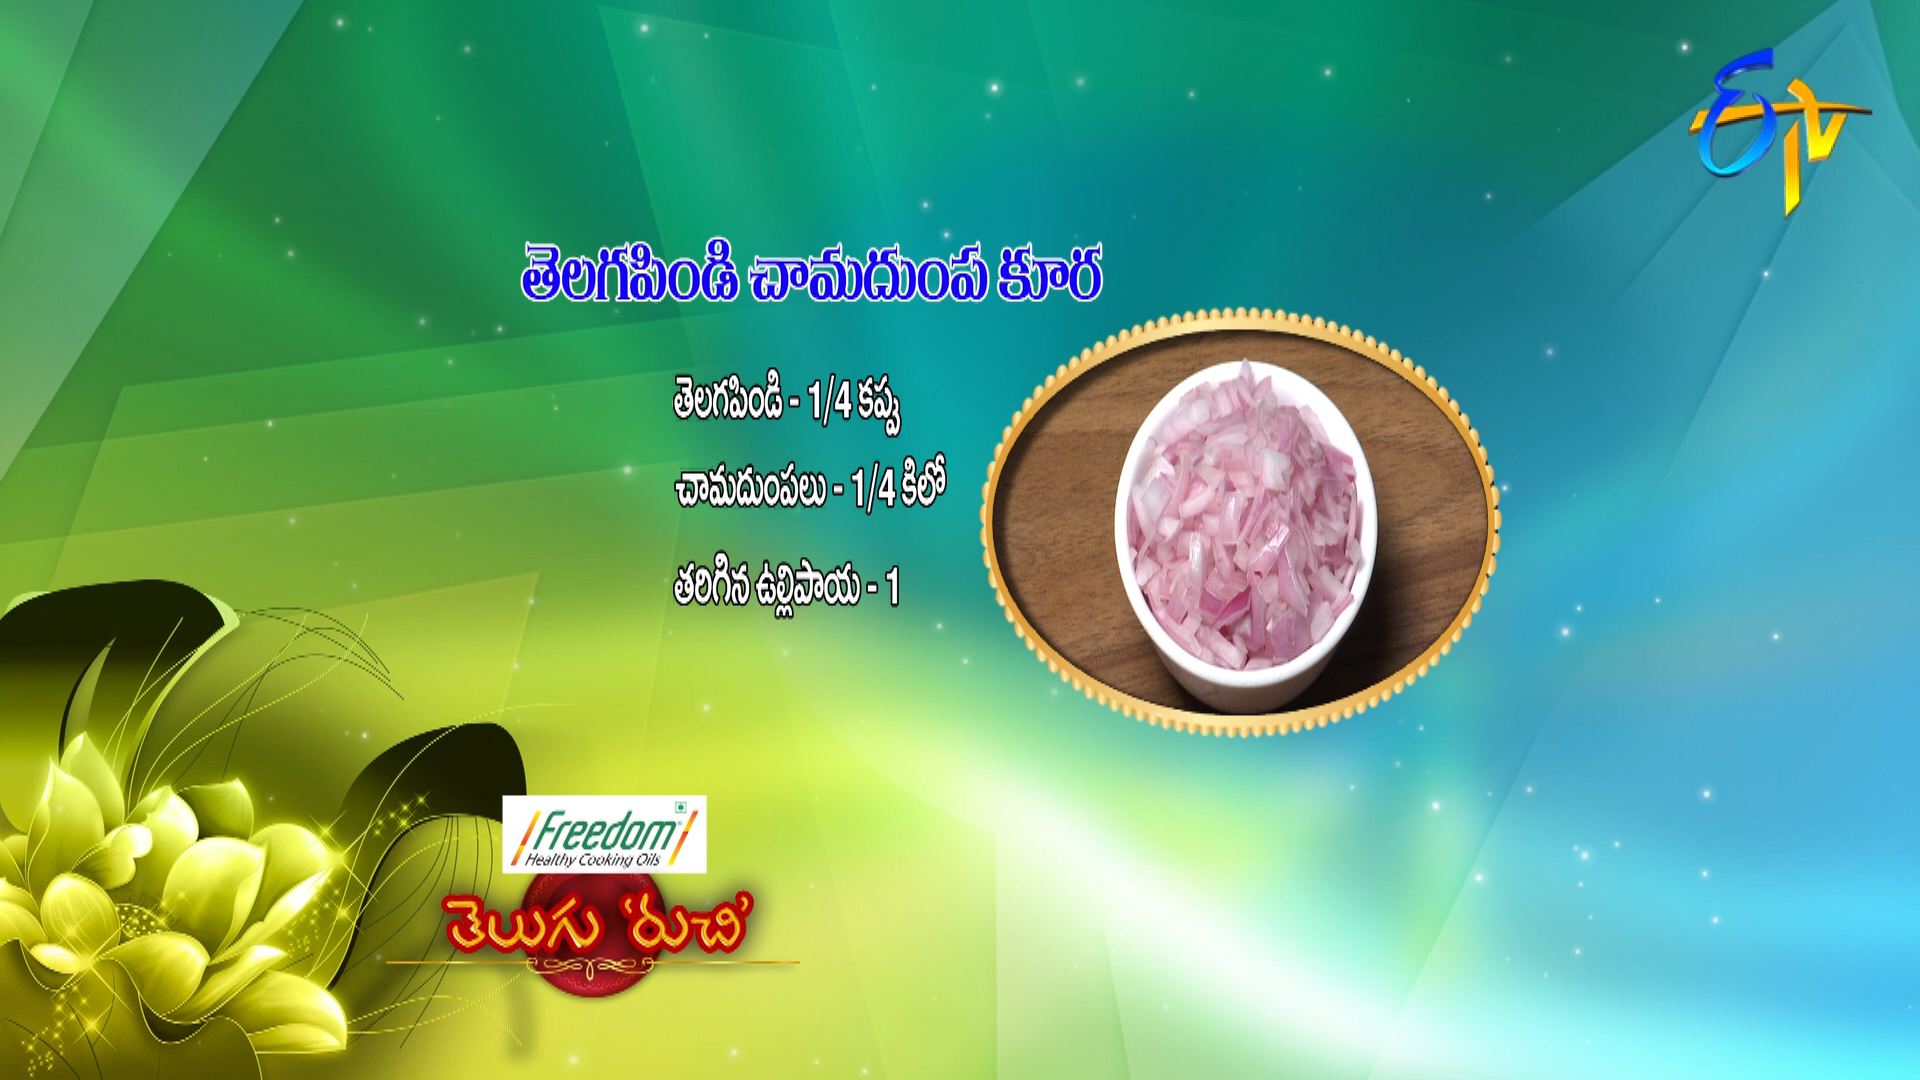 ETV
తెలగపిండి చామదుంప కూర
తెలగపిండి - 1/4 కప్పు
చామదుంపలు - 1/4 కిలో
తరిగిన ఉల్లిపాయ - 1
Freedom
Healthy Cooking Oils
తెలుగు ‘రుచి’